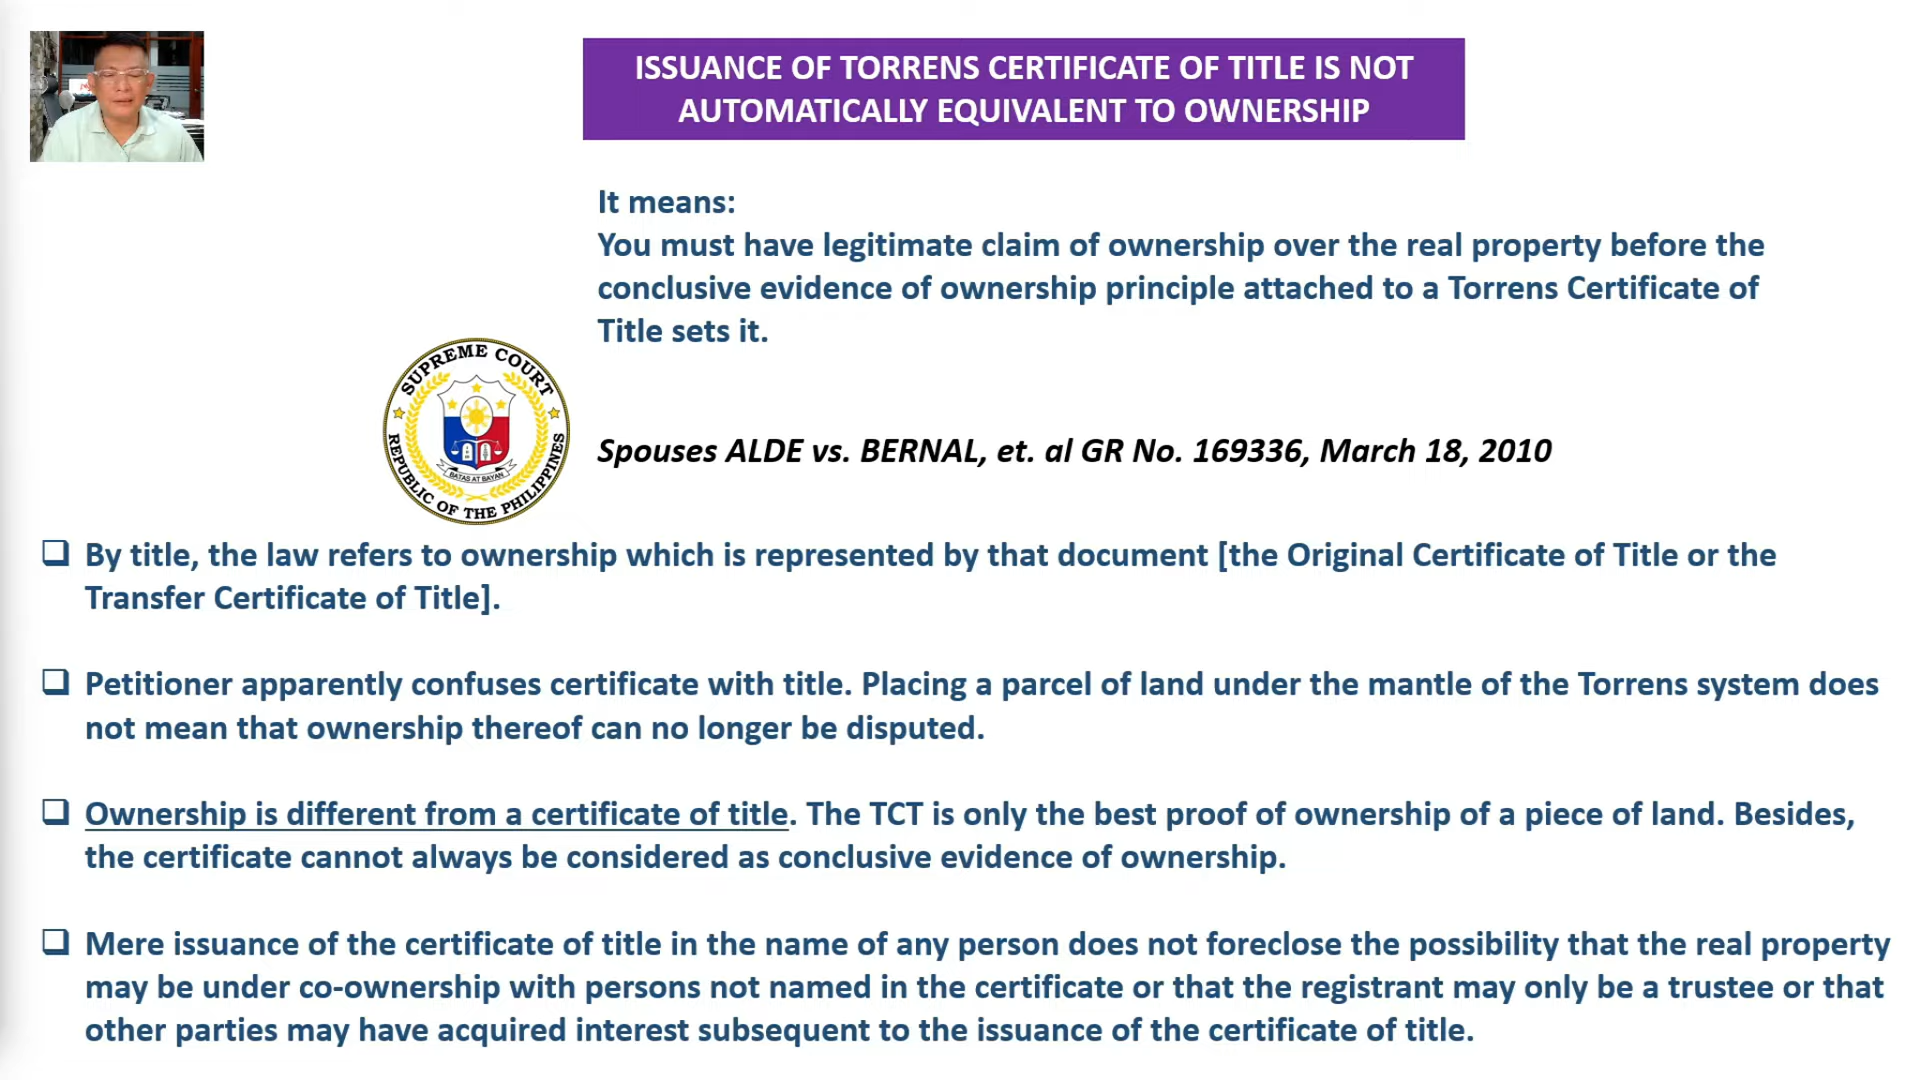 ISSUANCE OF TORRENS CERTIFICATE OF TITLE IS NOT
AUTOMATICALLY EQUIVALENT TO OWNERSHIP
It means:
You must have legitimate claim of ownership over the real property before the
conclusive evidence of ownership principle attached to a Torrens Certificate of
Title sets it.
SUPREME COURT
REPUBLIC OF THE PHILIPPINES
BATAS AT BAYAN
Spouses ALDE vs. BERNAL, et. al GR No. 169336, March 18, 2010
❑ By title, the law refers to ownership which is represented by that document [the Original Certificate of Title or the
Transfer Certificate of Title].
❑ Petitioner apparently confuses certificate with title. Placing a parcel of land under the mantle of the Torrens system does
not mean that ownership thereof can no longer be disputed.
❑ Ownership is different from a certificate of title. The TCT is only the best proof of ownership of a piece of land. Besides,
the certificate cannot always be considered as conclusive evidence of ownership.
❑ Mere issuance of the certificate of title in the name of any person does not foreclose the possibility that the real property
may be under co-ownership with persons not named in the certificate or that the registrant may only be a trustee or that
other parties may have acquired interest subsequent to the issuance of the certificate of title.